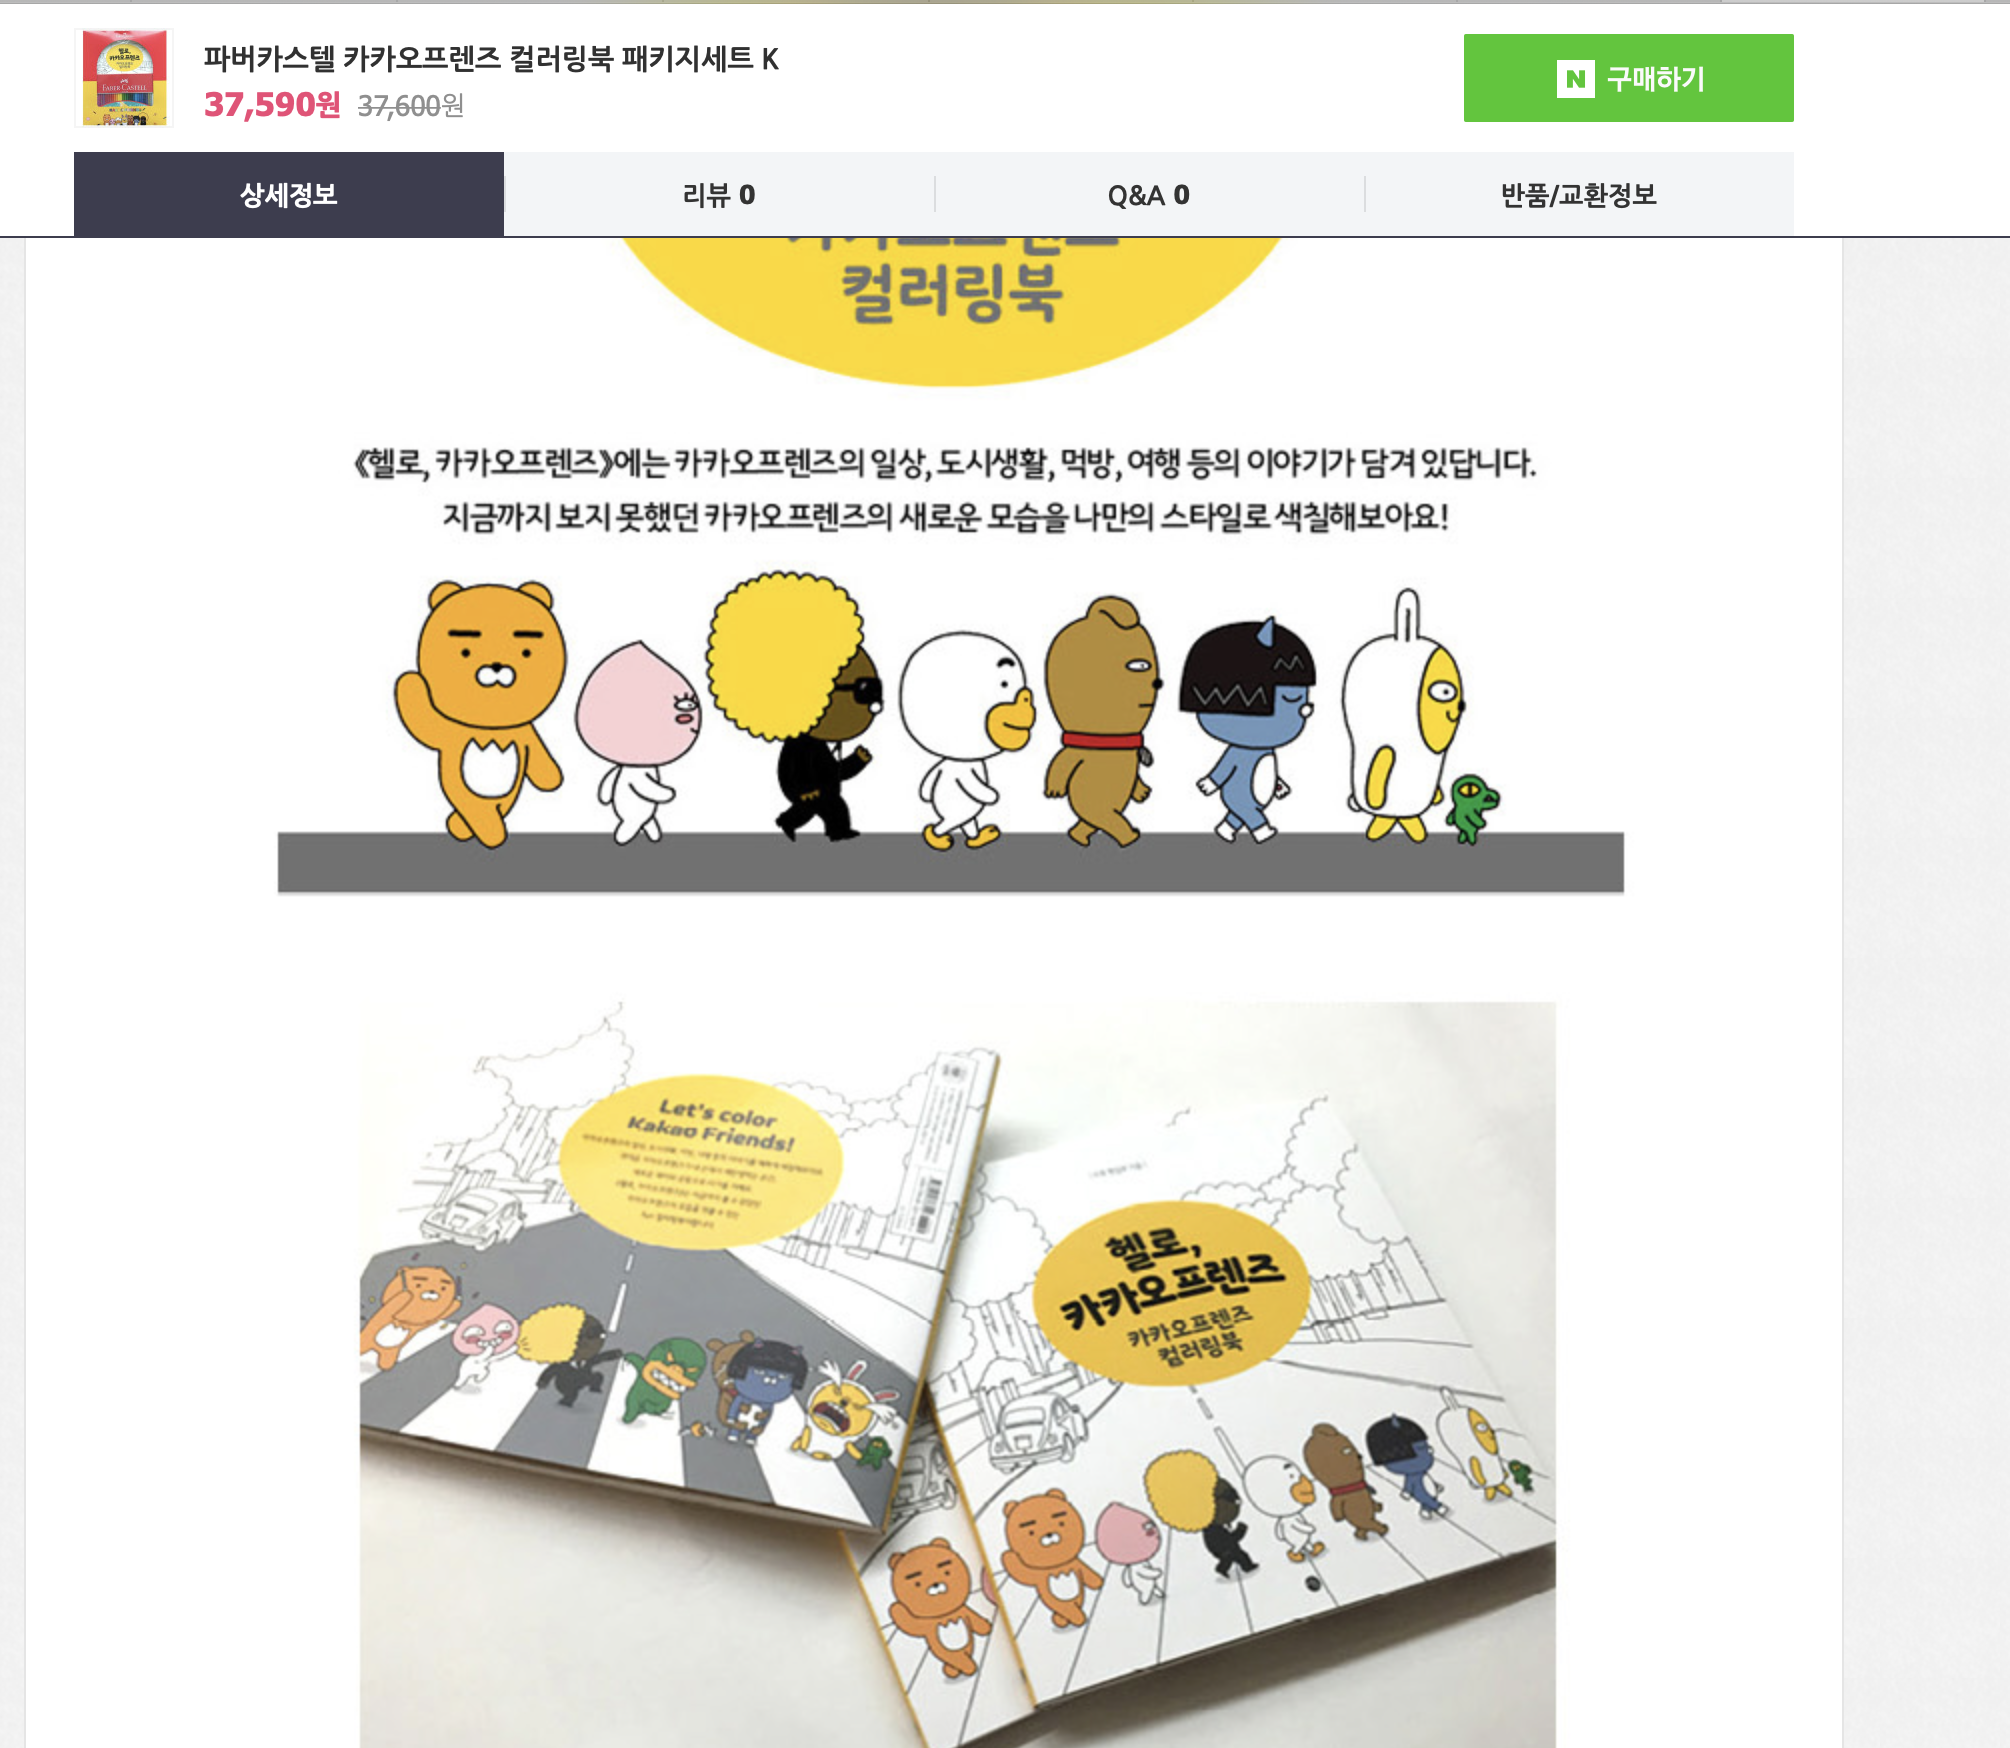 파버카스텔 카카오프렌즈 컬러링북 패키지세트 K
37,590원 37,600원
N 구매하기
상세정보
리뷰 0
Q&A 0
반품/교환정보
컬러링북
《헬로, 카카오프렌즈》에는 카카오프렌즈의 일상, 도시생활, 먹방, 여행 등의 이야기가 담겨 있답니다.
지금까지 보지 못했던 카카오프렌즈의 새로운 모습을 나만의 스타일로 색칠해보아요!
Let's color
Kakao Friends!
헬로,
카카오프렌즈
카카오프렌즈
컬러링북